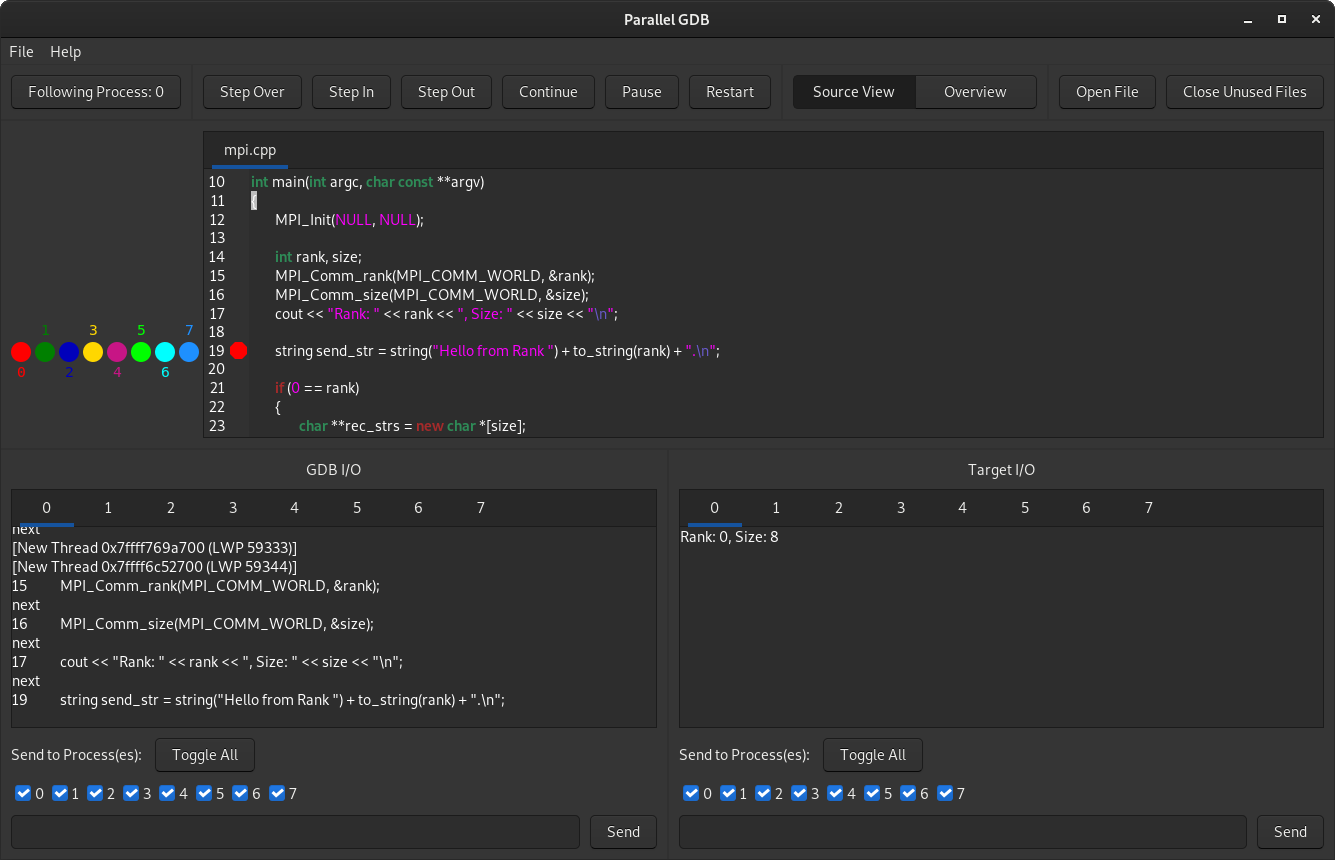 Parallel GDB
File Help
Following Process: 0 Step Over Step In Step Out Continue Pause Restart Source View Overview Open File Close Unused Files
mpi.cpp
10 int main(int argc, char const **argv)
11 {
12 MPI_Init(NULL, NULL);
13
14 int rank, size;
15 MPI_Comm_rank(MPI_COMM_WORLD, &rank);
16 MPI_Comm_size(MPI_COMM_WORLD, &size);
17 cout << "Rank: " << rank << ", Size: " << size << "\n";
18
19 string send_str = string("Hello from Rank ") + to_string(rank) + ".\n";
20
21 if (0 == rank)
22 {
23 char **rec_strs = new char *[size];
1 3 5 7
0 2 4 6
GDB I/O
0 1 2 3 4 5 6 7
next
[New Thread 0x7ffff769a700 (LWP 59333)]
[New Thread 0x7ffff6c52700 (LWP 59344)]
15 MPI_Comm_rank(MPI_COMM_WORLD, &rank);
next
16 MPI_Comm_size(MPI_COMM_WORLD, &size);
next
17 cout << "Rank: " << rank << ", Size: " << size << "\n";
next
19 string send_str = string("Hello from Rank ") + to_string(rank) + ".\n";
Send to Process(es): Toggle All
0 1 2 3 4 5 6 7
Send
Target I/O
0 1 2 3 4 5 6 7
Rank: 0, Size: 8
Send to Process(es): Toggle All
0 1 2 3 4 5 6 7
Send